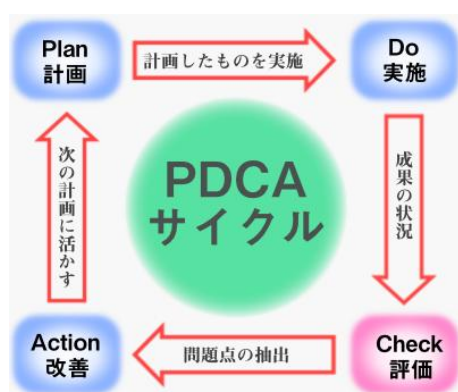 Plan
計画
計画したものを実施
Do
実施
PDCA
サイクル
次の計画に活かす
成果の状況
Action
改善
問題点の抽出
Check
評価